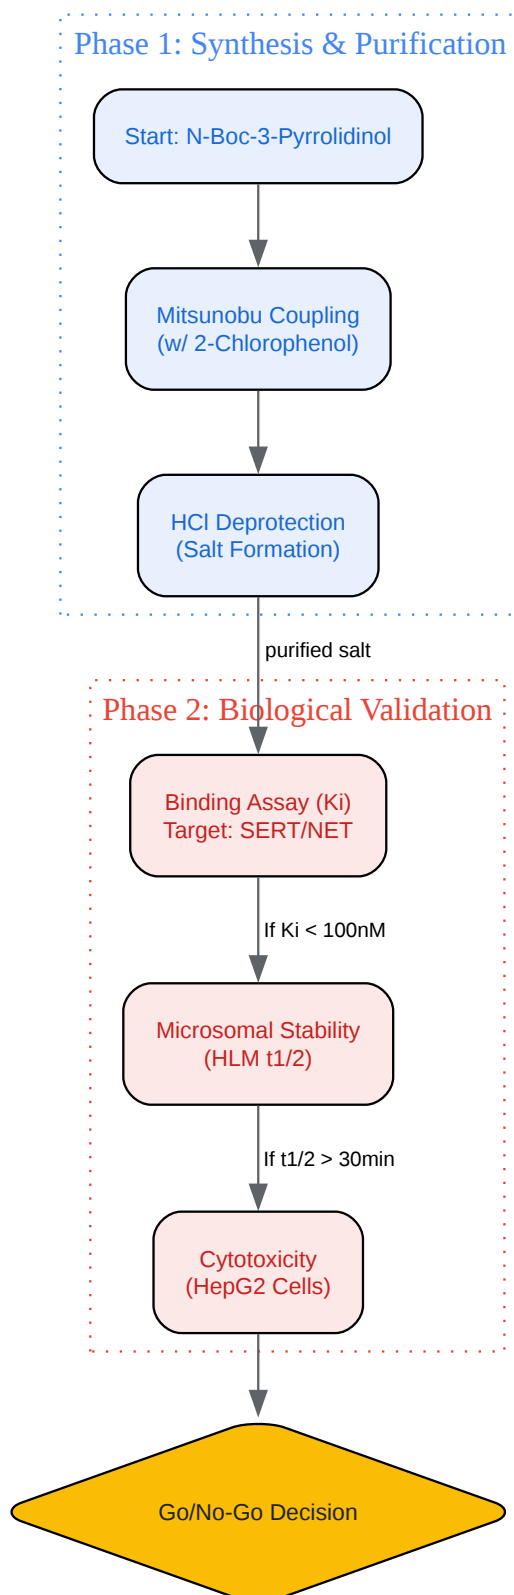 Phase 1: Synthesis & Purification
Start: N-Boc-3-Pyrrolidinol
Mitsunobu Coupling
(w/ 2-Chlorophenol)
HCl Deprotection
(Salt Formation)
purified salt
Phase 2: Biological Validation
Binding Assay (Ki)
Target: SERT/NET
If Ki < 100nM
Microsomal Stability
(HLM t1/2)
If t1/2 > 30min
Cytotoxicity
(HepG2 Cells)
Go/No-Go Decision